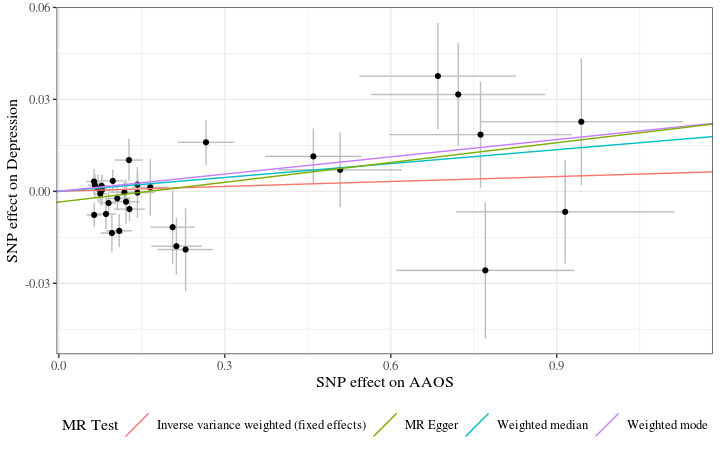 0.06
0.03
0.00
-0.03
SNP effect on Depression
0.0 0.3 0.6 0.9
SNP effect on AAOS
MR Test Inverse variance weighted (fixed effects) MR Egger Weighted median Weighted mode